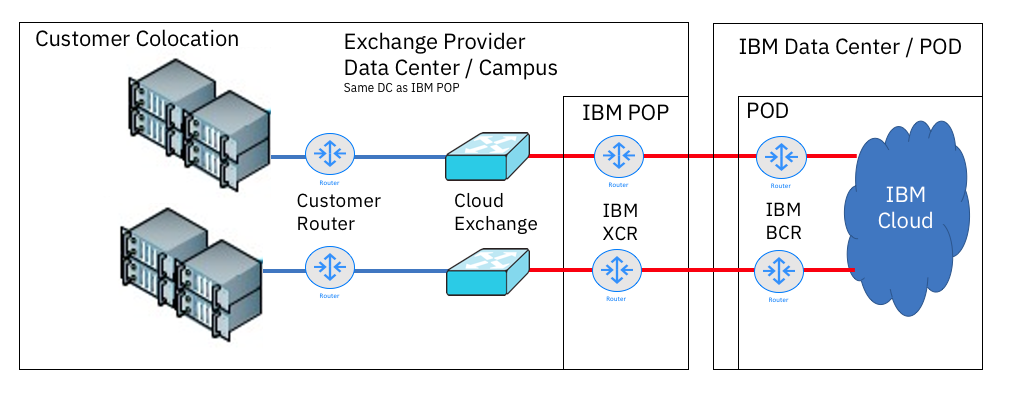 Customer Colocation
Exchange Provider
Data Center / Campus
Same DC as IBM POP
IBM Data Center / POD
IBM POP
POD
Router
Router
Router
Customer
Router
Cloud
Exchange
IBM
XCR
IBM
BCR
IBM
Cloud
Router
Router
Router